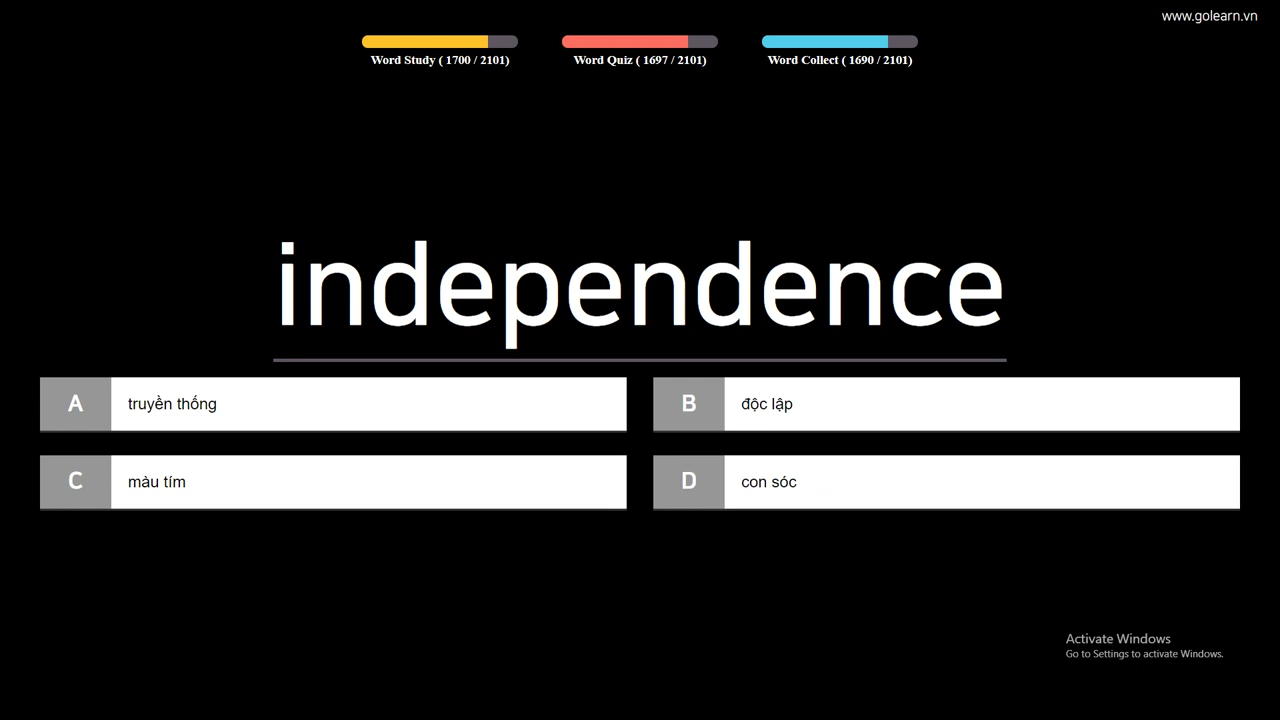 www.golearn.vn
Word Study ( 1700 / 2101)
Word Quiz ( 1697 / 2101)
Word Collect ( 1690 / 2101)
independence
A truyền thống
B độc lập
C màu tím
D con sóc
Activate Windows
Go to Settings to activate Windows.